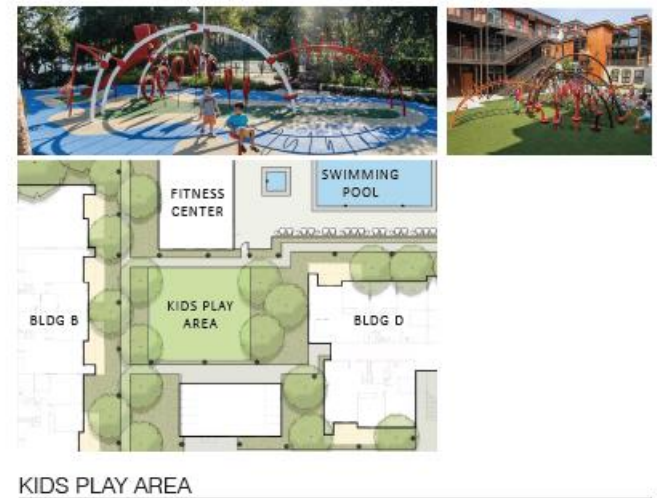 FITNESS
CENTER
SWIMMING
POOL
BLDG B
KIDS PLAY
AREA
BLDG D
KIDS PLAY AREA